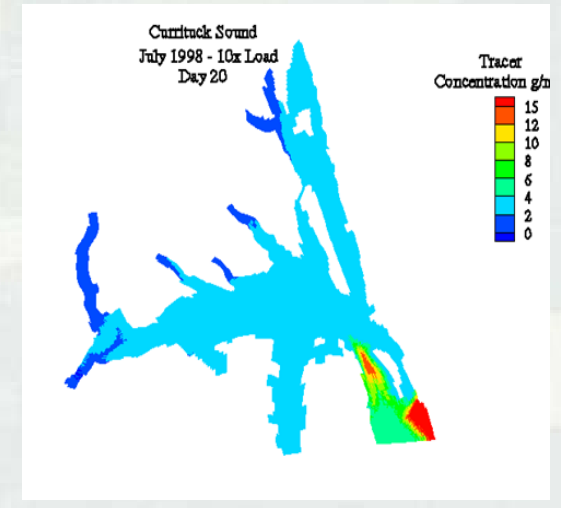 Currituck Sound
July 1998 - 10x Load
Day 20
Tracer
Concentration g/m
15
12
10
8
6
4
2
0